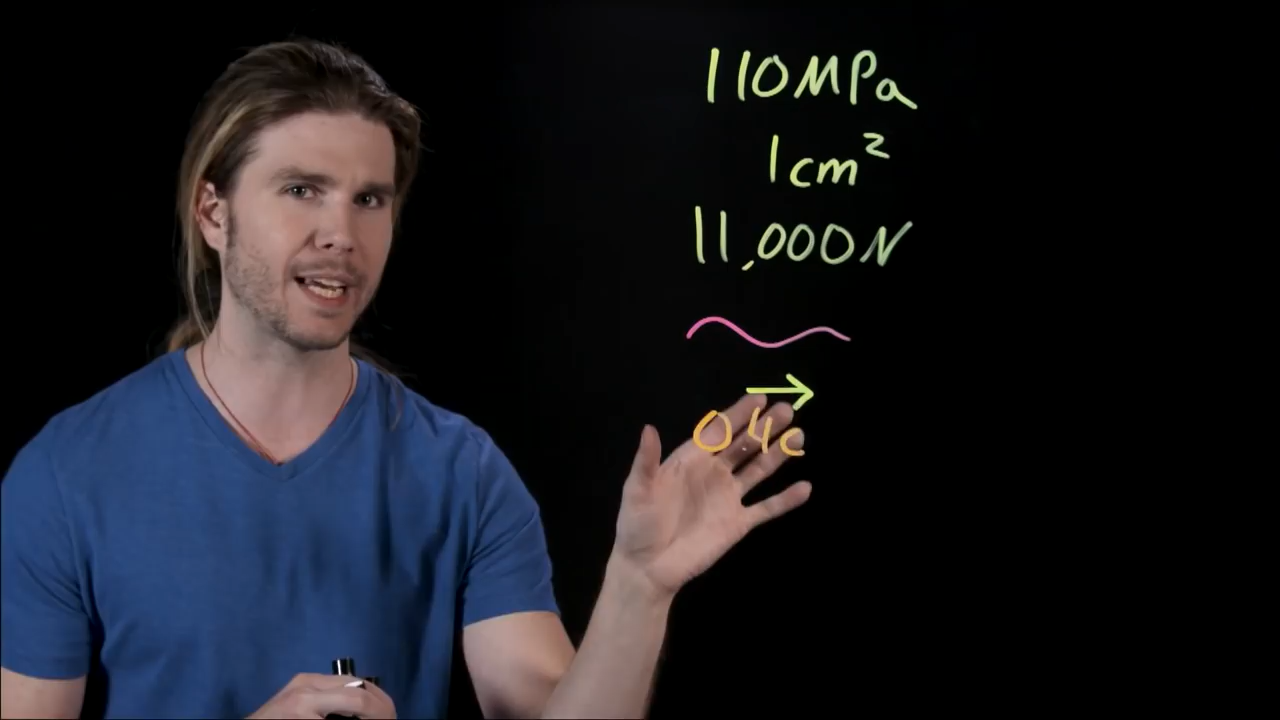 110MPa
1cm²
11,000N
→
0.4c